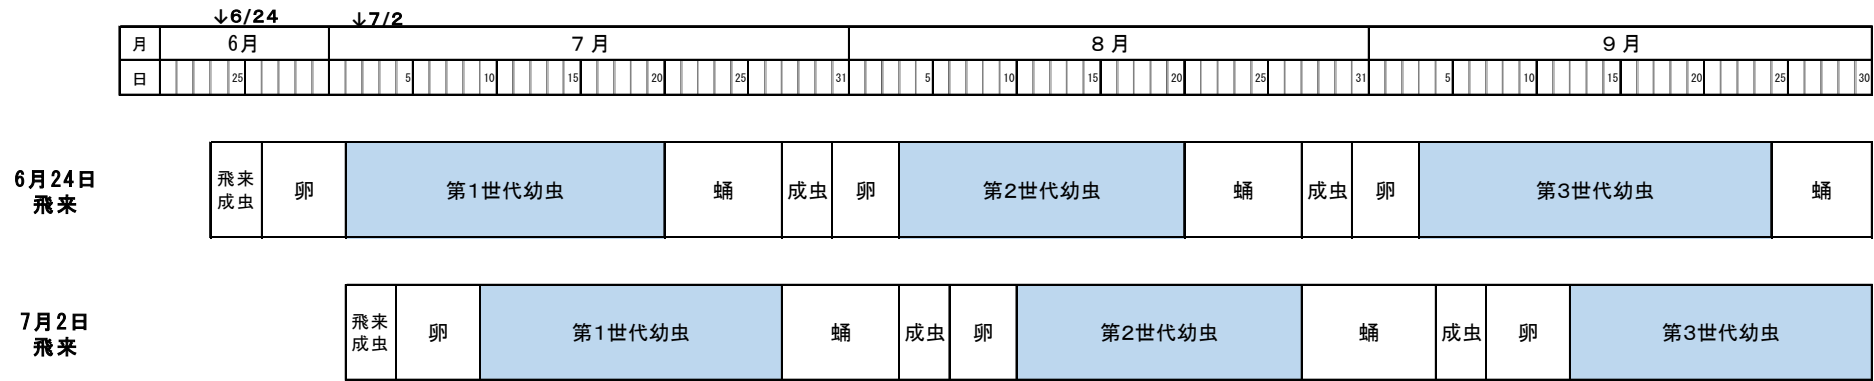 ↓6/24
↓7/2
月 6月 7月 8月 9月
日 25 5 10 15 20 25 31 5 10 15 20 25 31 5 10 15 20 25 30
6月24日
飛来
飛来
成虫
卵 第1世代幼虫 蛹 成虫 卵 第2世代幼虫 蛹 成虫 卵 第3世代幼虫 蛹
7月2日
飛来
飛来
成虫
卵 第1世代幼虫 蛹 成虫 卵 第2世代幼虫 蛹 成虫 卵 第3世代幼虫